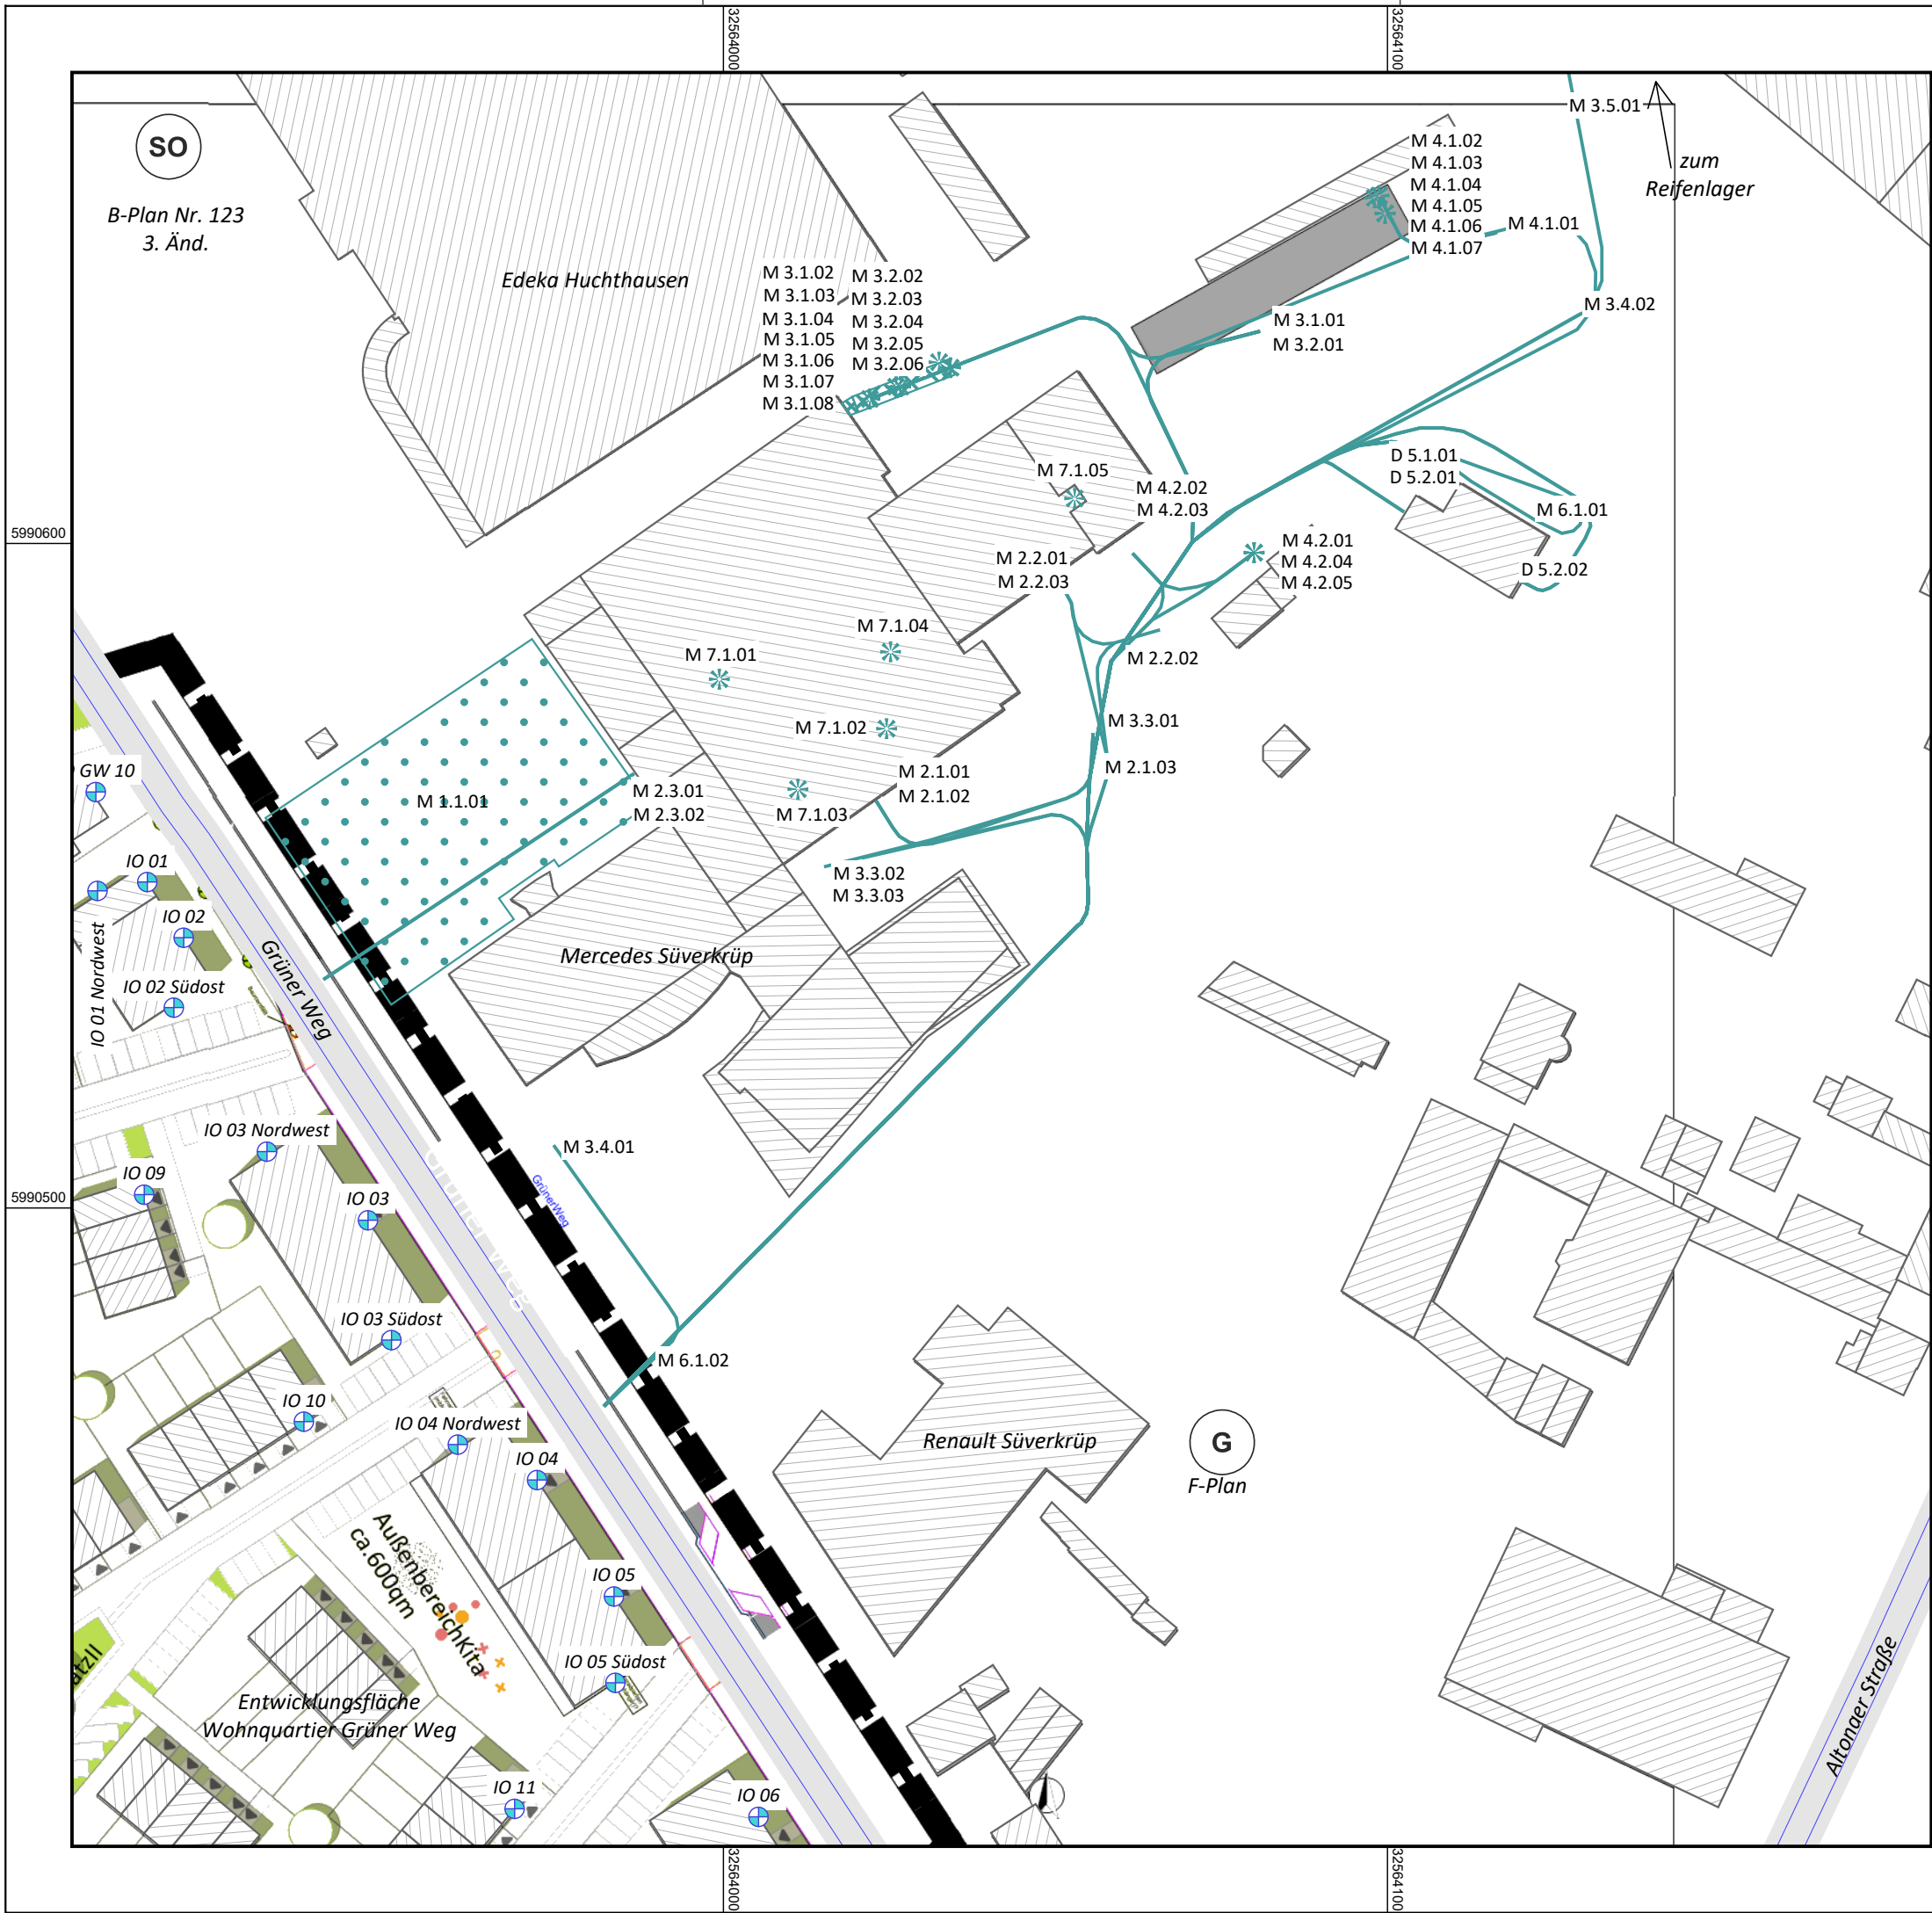 32564000
32564100
SO
B-Plan Nr. 123
3. Änd.
Edeka Huchthausen
M 3.5.01
zum
Reifenlager
M 4.1.02
M 4.1.03
M 4.1.04
M 4.1.05
M 4.1.06
M 4.1.07
M 4.1.01
M 3.1.02
M 3.1.03
M 3.1.04
M 3.1.05
M 3.1.06
M 3.1.07
M 3.1.08
M 3.2.02
M 3.2.03
M 3.2.04
M 3.2.05
M 3.2.06
M 3.1.01
M 3.2.01
M 3.4.02
D 5.1.01
D 5.2.01
M 6.1.01
D 5.2.02
M 7.1.05
M 4.2.02
M 4.2.03
M 4.2.01
M 4.2.04
M 4.2.05
5990600
M 2.2.01
M 2.2.03
M 7.1.04
M 7.1.01
M 2.2.02
M 7.1.02
M 3.3.01
M 2.1.03
M 2.1.01
M 2.1.02
M 7.1.03
M 2.3.01
M 2.3.02
M 1.1.01
M 3.3.02
M 3.3.03
GW 10
IO 01
IO 02
IO 01 Nordwest
IO 02 Südost
Grüner Weg
Mercedes Süverkrüp
IO 03 Nordwest
IO 09
IO 03
M 3.4.01
GrünerWeg
Grüner Weg
5990500
IO 03 Südost
M 6.1.02
IO 10
IO 04 Nordwest
IO 04
Renault Süverkrüp
G
F-Plan
AußenbereichKita
ca.600qm
IO 05
IO 05 Südost
atzII
Entwicklungsfläche
Wohnquartier Grüner Weg
IO 11
IO 06
Altonaer Straße
32564000
32564100